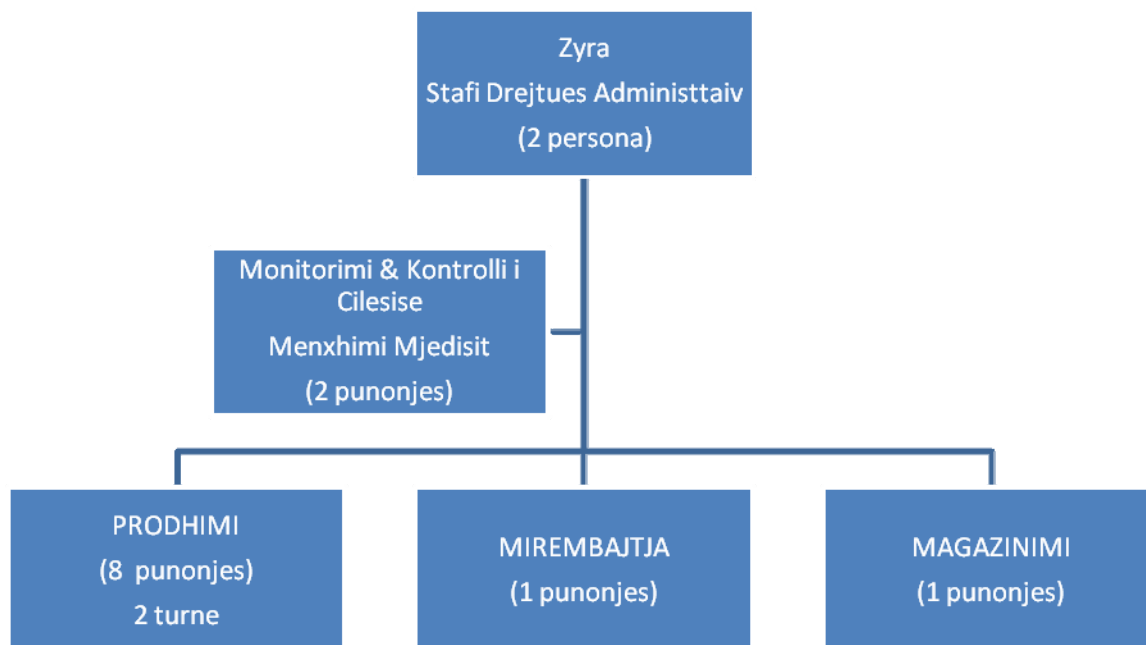 Zyra
Stafi Drejtues Administtaiv
(2 persona)
Monitorimi & Kontrolli i
Cilesise
Menxhimi Mjedisit
(2 punonjes)
PRODHIMI
(8 punonjes)
2 turne
MIREMBAJTJA
(1 punonjes)
MAGAZINIMI
(1 punonjes)